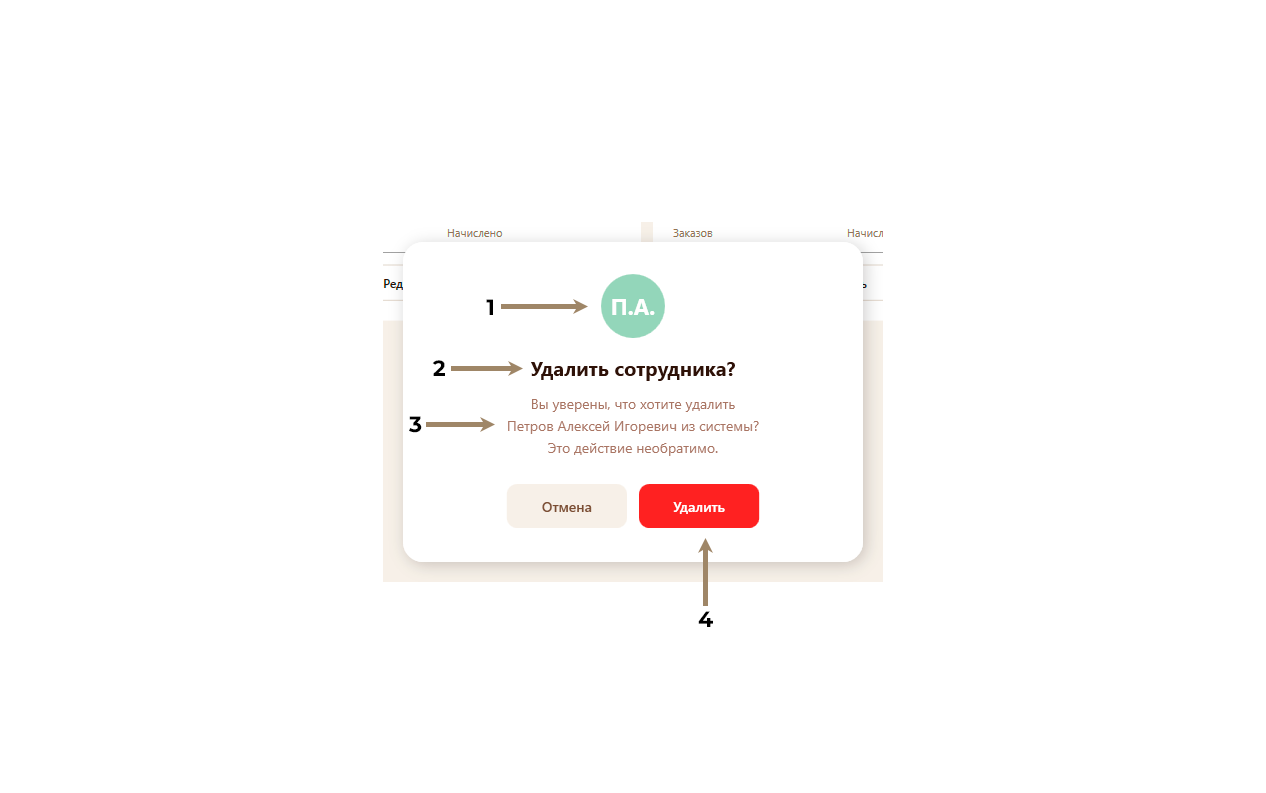 Начислено
Заказов
Начисл
Ред
ь
1
П.А.
2
Удалить сотрудника?
Вы уверены, что хотите удалить
3
Петров Алексей Игоревич из системы?
Это действие необратимо.
Отмена
Удалить
4